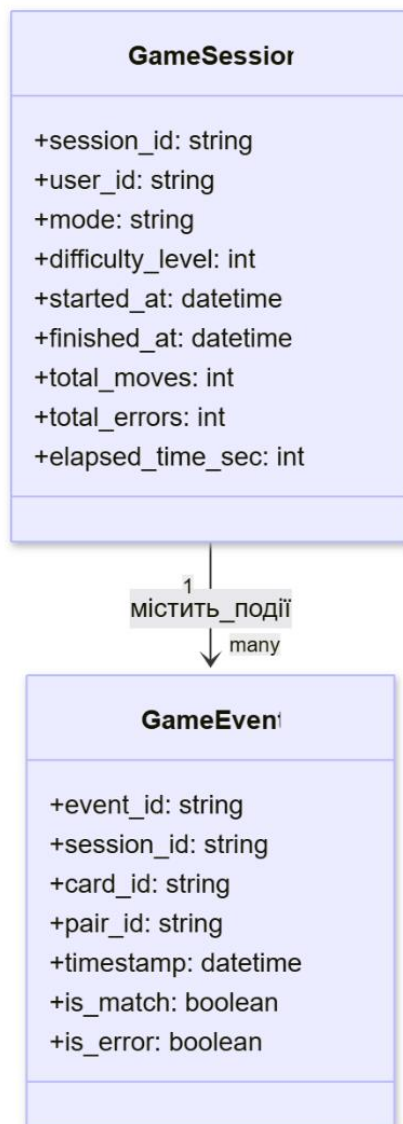 GameSession
+session_id: string
+user_id: string
+mode: string
+difficulty_level: int
+started_at: datetime
+finished_at: datetime
+total_moves: int
+total_errors: int
+elapsed_time_sec: int
1
містить_події
many
GameEvent
+event_id: string
+session_id: string
+card_id: string
+pair_id: string
+timestamp: datetime
+is_match: boolean
+is_error: boolean